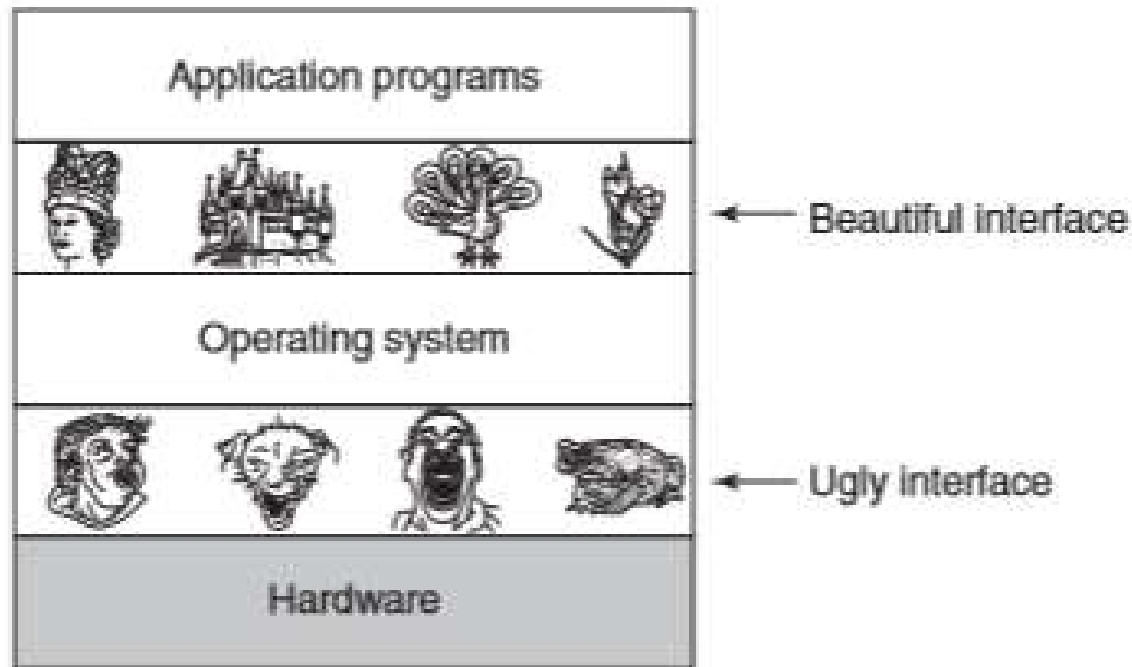 Application programs
Beautiful interface
Operating system
Ugly interface
Hardware